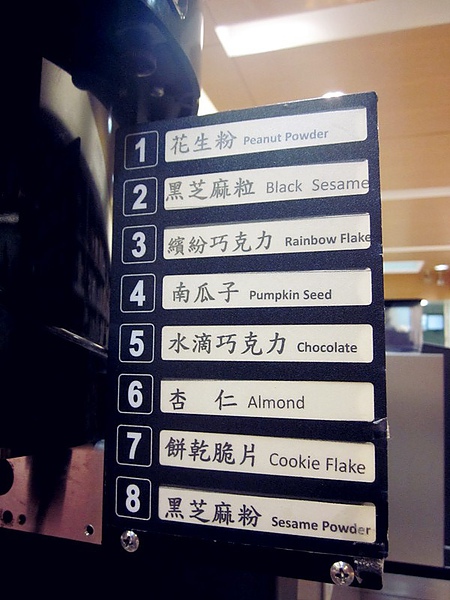 1 花生粉 Peanut Powder
2 黑芝麻粒 Black Sesame
3 繽紛巧克力 Rainbow Flake
4 南瓜子 Pumpkin Seed
5 水滴巧克力 Chocolate
6 杏 仁 Almond
7 餅乾脆片 Cookie Flake
8 黑芝麻粉 Sesame Powder